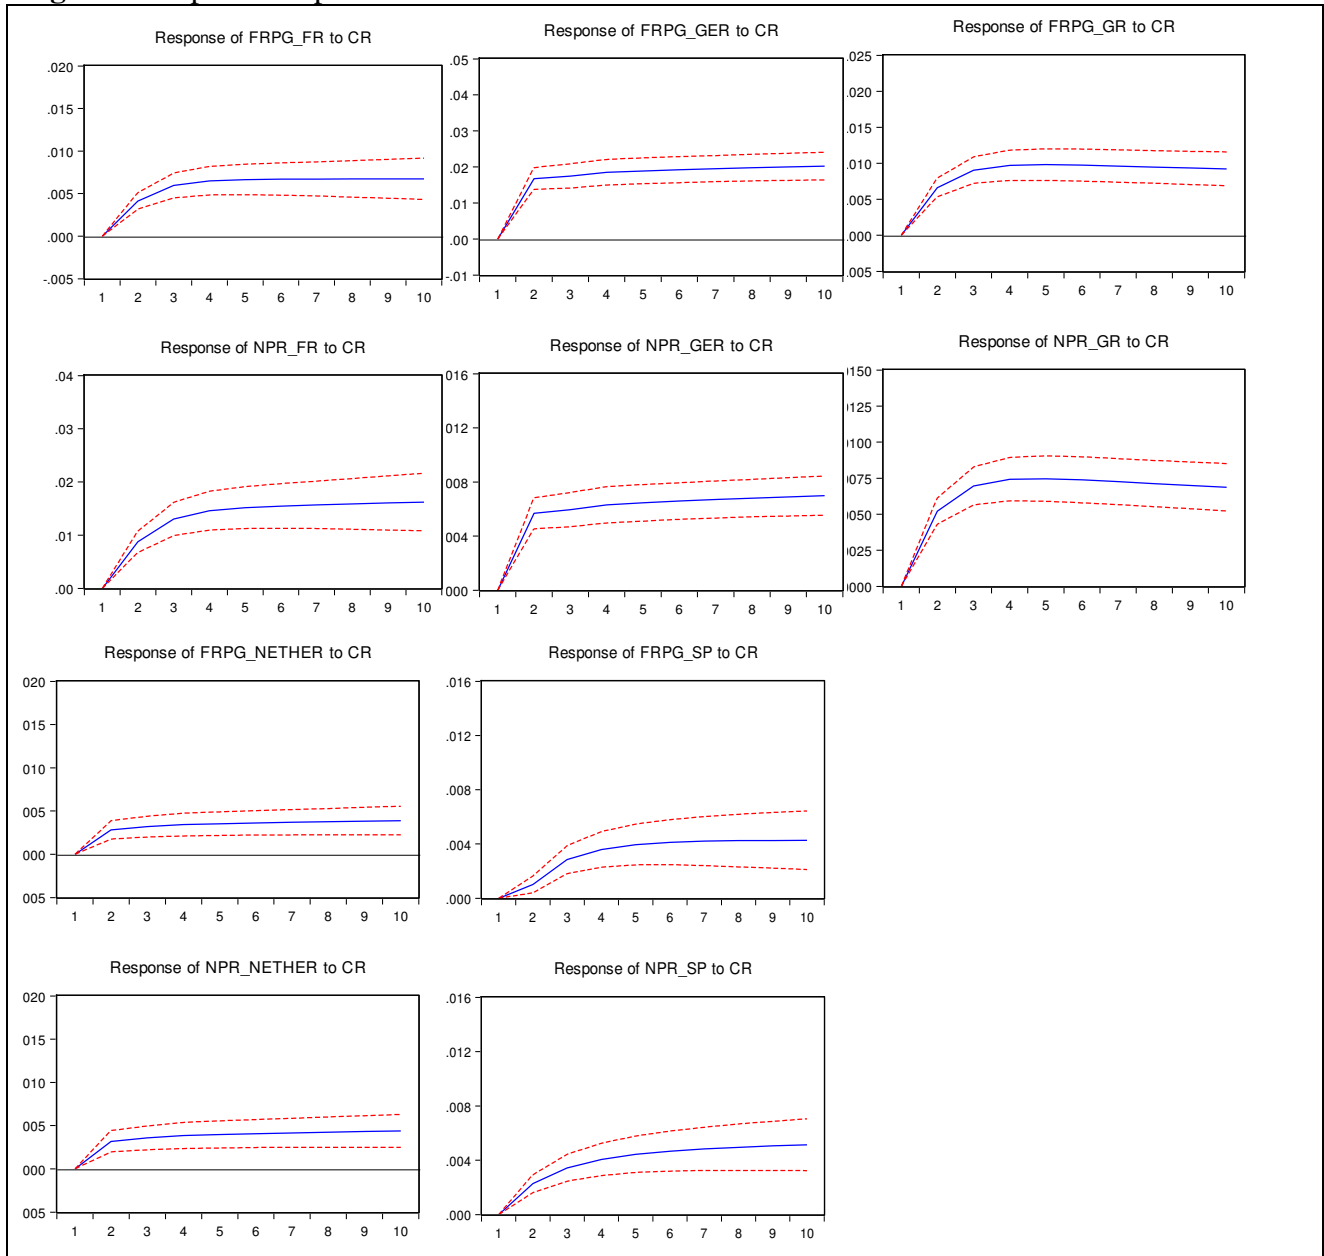 Response of FRPG_FR to CR
.020
.015
.010
.005
.000
-.005
1 2 3 4 5 6 7 8 9 10
Response of FRPG_GER to CR
.05
.04
.03
.02
.01
.00
-.01
1 2 3 4 5 6 7 8 9 10
Response of FRPG_GR to CR
.025
.020
.015
.010
.005
.000
.005
1 2 3 4 5 6 7 8 9 10
Response of NPR_FR to CR
.04
.03
.02
.01
.00
1 2 3 4 5 6 7 8 9 10
Response of NPR_GER to CR
016
012
008
004
000
1 2 3 4 5 6 7 8 9 10
Response of NPR_GR to CR
0150
0125
0100
0075
0050
0025
0000
1 2 3 4 5 6 7 8 9 10
Response of FRPG_NETHER to CR
020
015
010
005
000
005
1 2 3 4 5 6 7 8 9 10
Response of FRPG_SP to CR
.016
.012
.008
.004
.000
1 2 3 4 5 6 7 8 9 10
Response of NPR_NETHER to CR
020
015
010
005
000
005
1 2 3 4 5 6 7 8 9 10
Response of NPR_SP to CR
.016
.012
.008
.004
.000
1 2 3 4 5 6 7 8 9 10